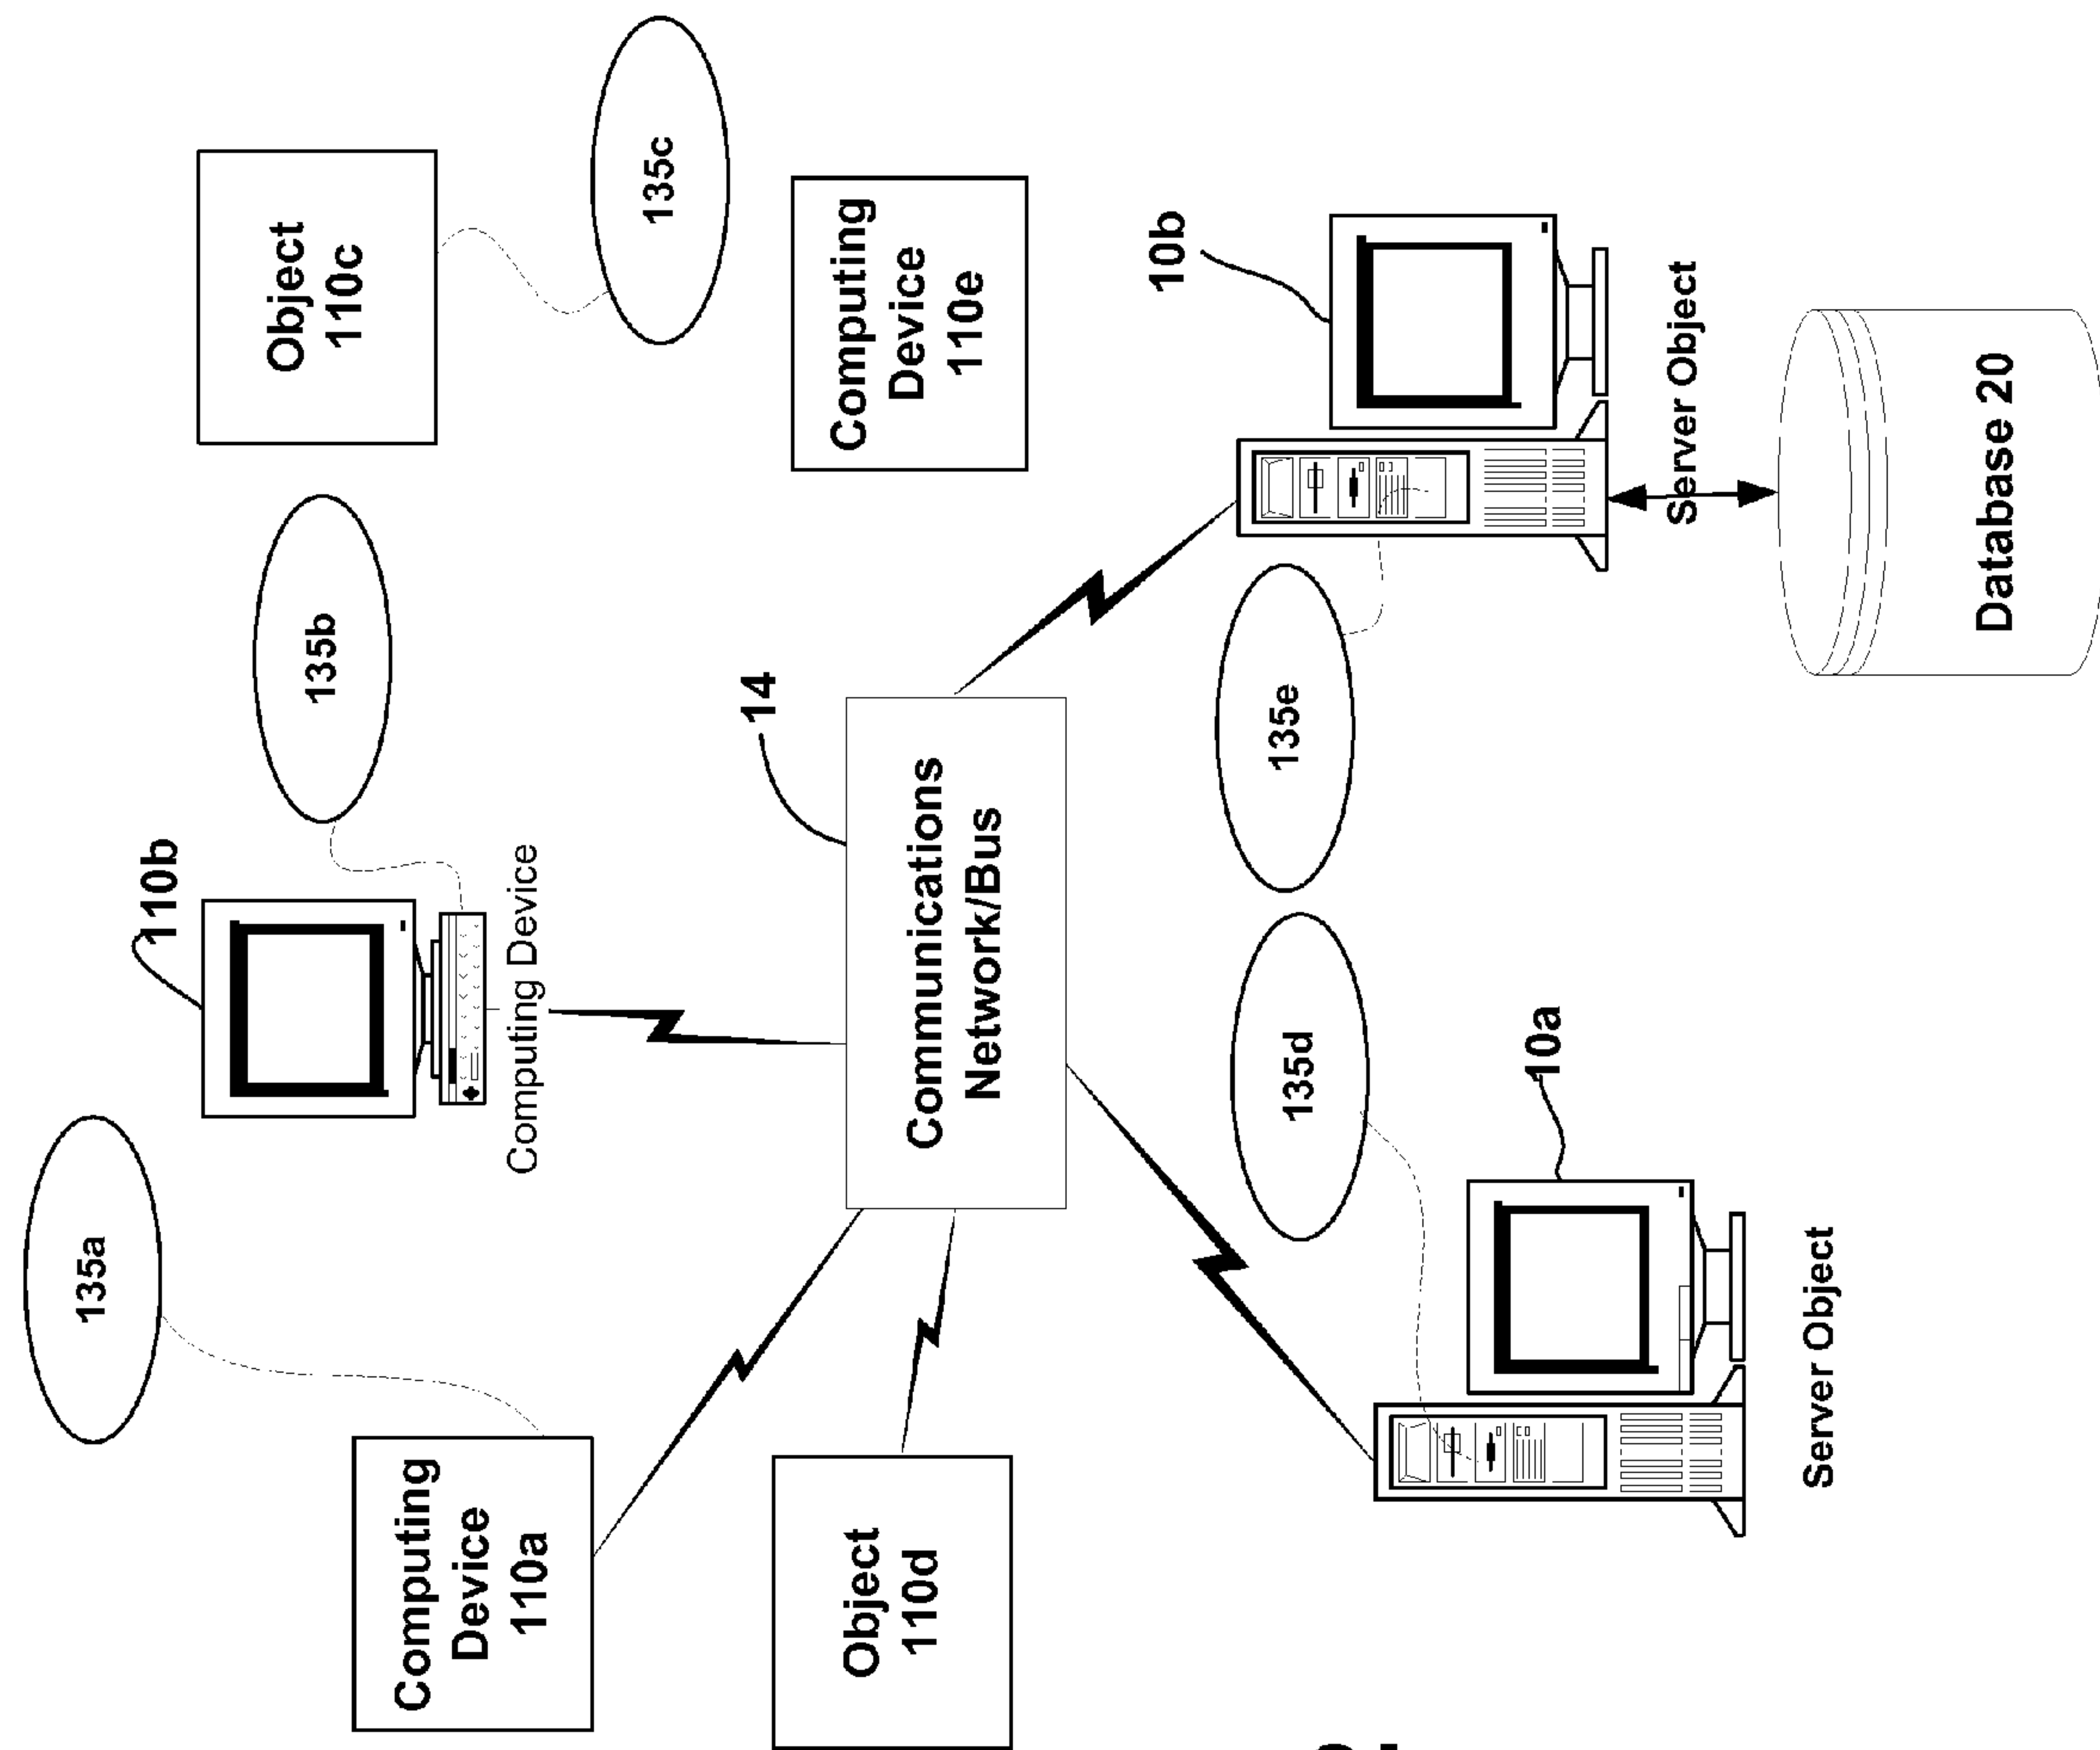 135a
110b
Computing Device
135b
Object
110c
135c
Computing
Device
110a
Object
110d
14
Communications
Network/Bus
Computing
Device
110e
135d
135e
10b
Server Object
10a
Server Object
Database 20